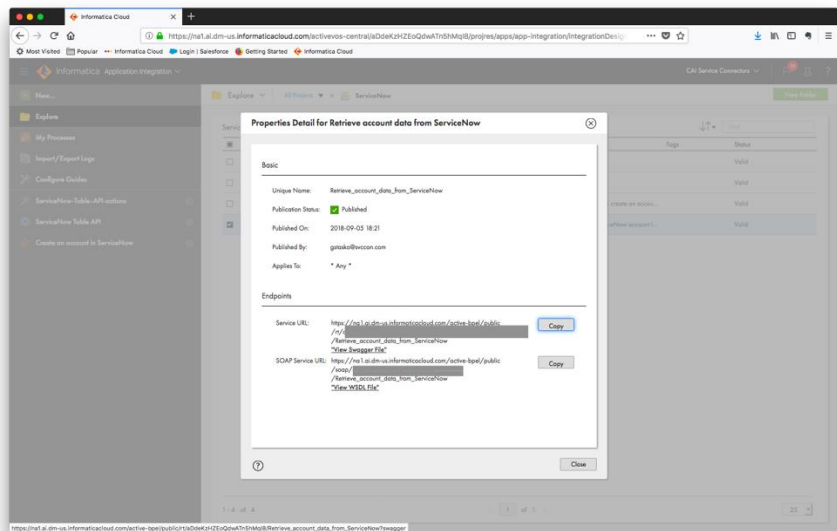 Informatica Cloud
https://na1.ai.dm-us.informaticacloud.com/activevos-central/aDdeKzHZEoQdwATn5hMqI8/projres/apps/app-integration/integrationDesig
Most Visited Popular Informatica Cloud Login | Salesforce Getting Started Informatica Cloud
Informatica Application Integration CAI Service Connectors
New... Explore All Projects ServiceNow
Explore
My Processes
Import/Export Logs
Configure Guides
ServiceNow-Table-API-actions
ServiceNow Table API
Create an account in ServiceNow
Find
Tags Status
Valid
Valid
create an accou... Valid
Valid
Properties Detail for Retrieve account data from ServiceNow
Basic
Unique Name: Retrieve_account_data_from_ServiceNow
Publication Status: Published
Published On: 2018-09-05 18:21
Published By:
Applies To: * Any *
Endpoints
Service URL: https://na1.ai.dm-us.informaticacloud.com/active-bpel/public Copy
/Retrieve_account_data_from_ServiceNow
"View Swagger File"
SOAP Service URL: https://na1.ai.dm-us.informaticacloud.com/active-bpel/public Copy
/soap/
/Retrieve_account_data_from_ServiceNow
"View WSDL File"
? Close
1-4 of 4 1 of 1 25
https://na1.ai.dm-us.informaticacloud.com/active-bpel/public/rt/aDdeKzHZEoQdwATn5hMqI8/Retrieve_account_data_from_ServiceNow?swagger